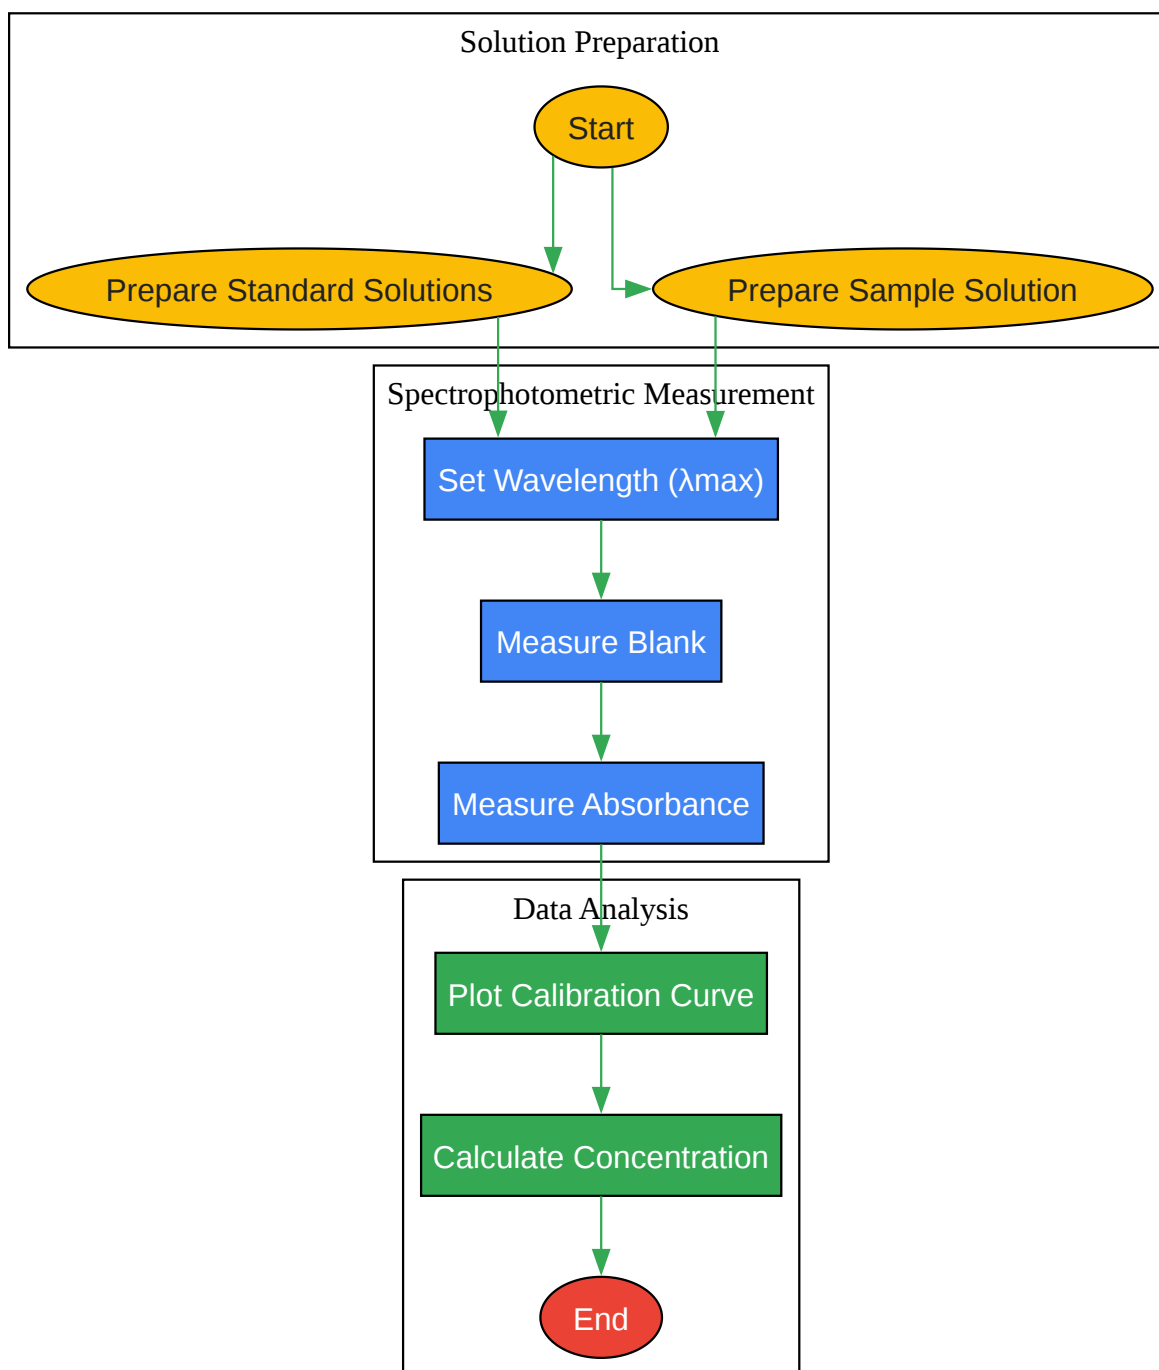 Solution Preparation
Start
Prepare Standard Solutions
Prepare Sample Solution
Spectrophotometric Measurement
Set Wavelength (λmax)
Measure Blank
Measure Absorbance
Data Analysis
Plot Calibration Curve
Calculate Concentration
End